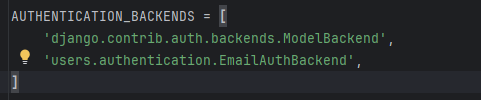 AUTHENTICATION_BACKENDS = [
    'django.contrib.auth.backends.ModelBackend',
    'users.authentication.EmailAuthBackend',
]